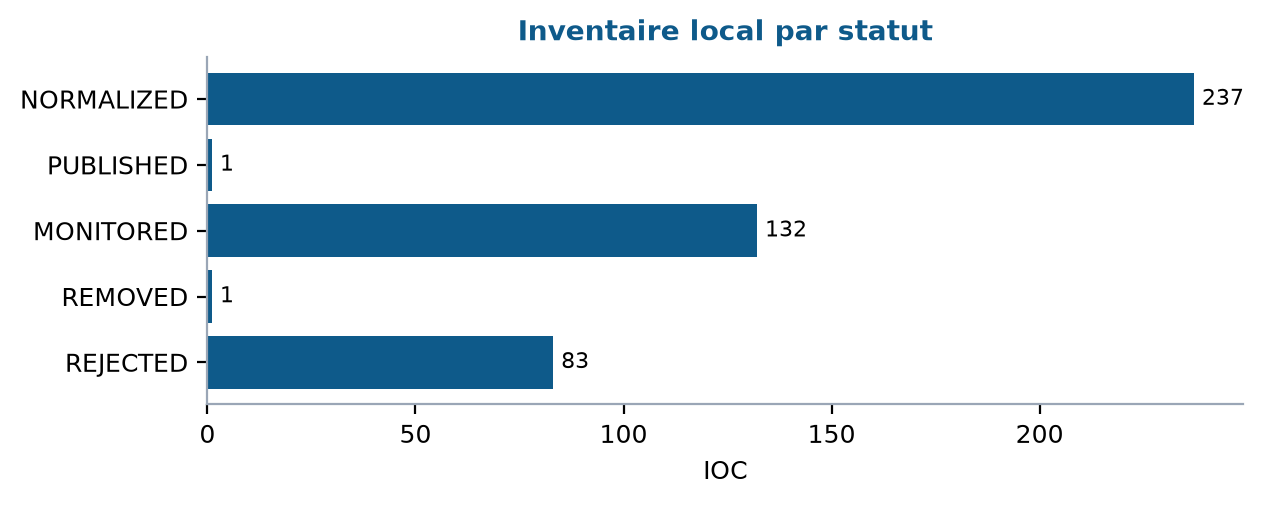 Inventaire local par statut
NORMALIZED 237
PUBLISHED 1
MONITORED 132
REMOVED 1
REJECTED 83
0 50 100 150 200
IOC